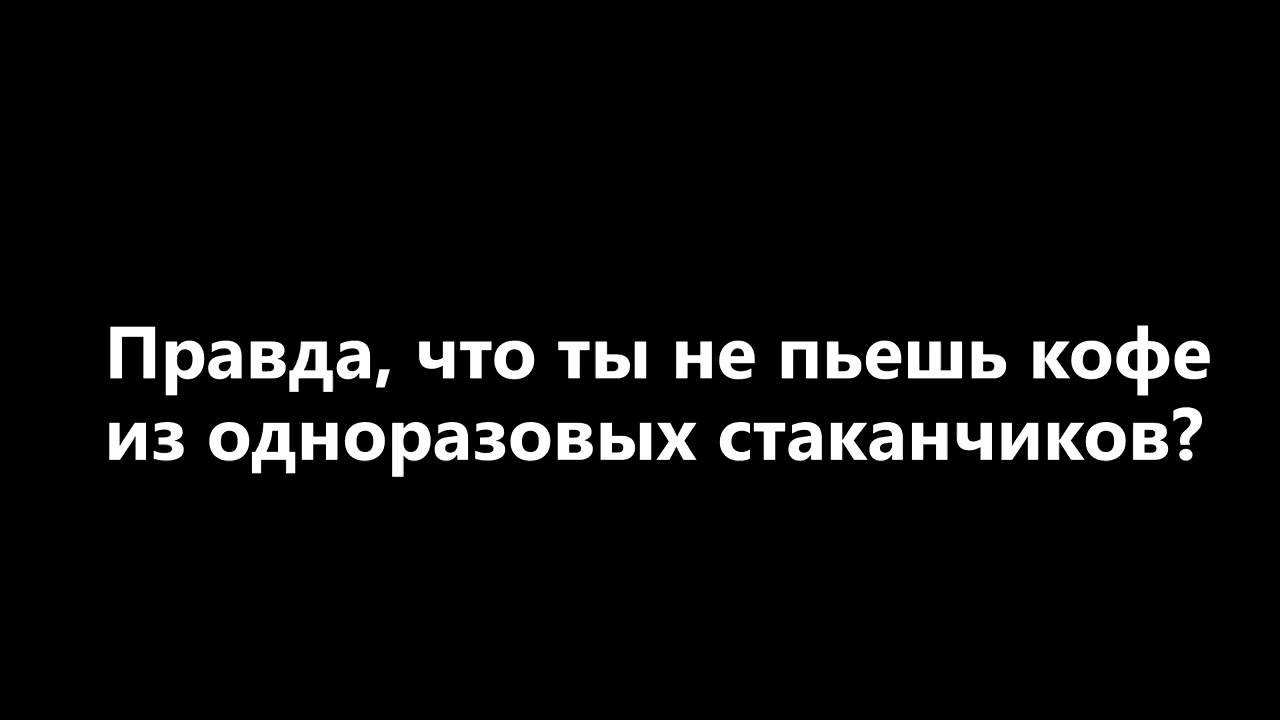 Правда, что ты не пьешь кофе
из одноразовых стаканчиков?